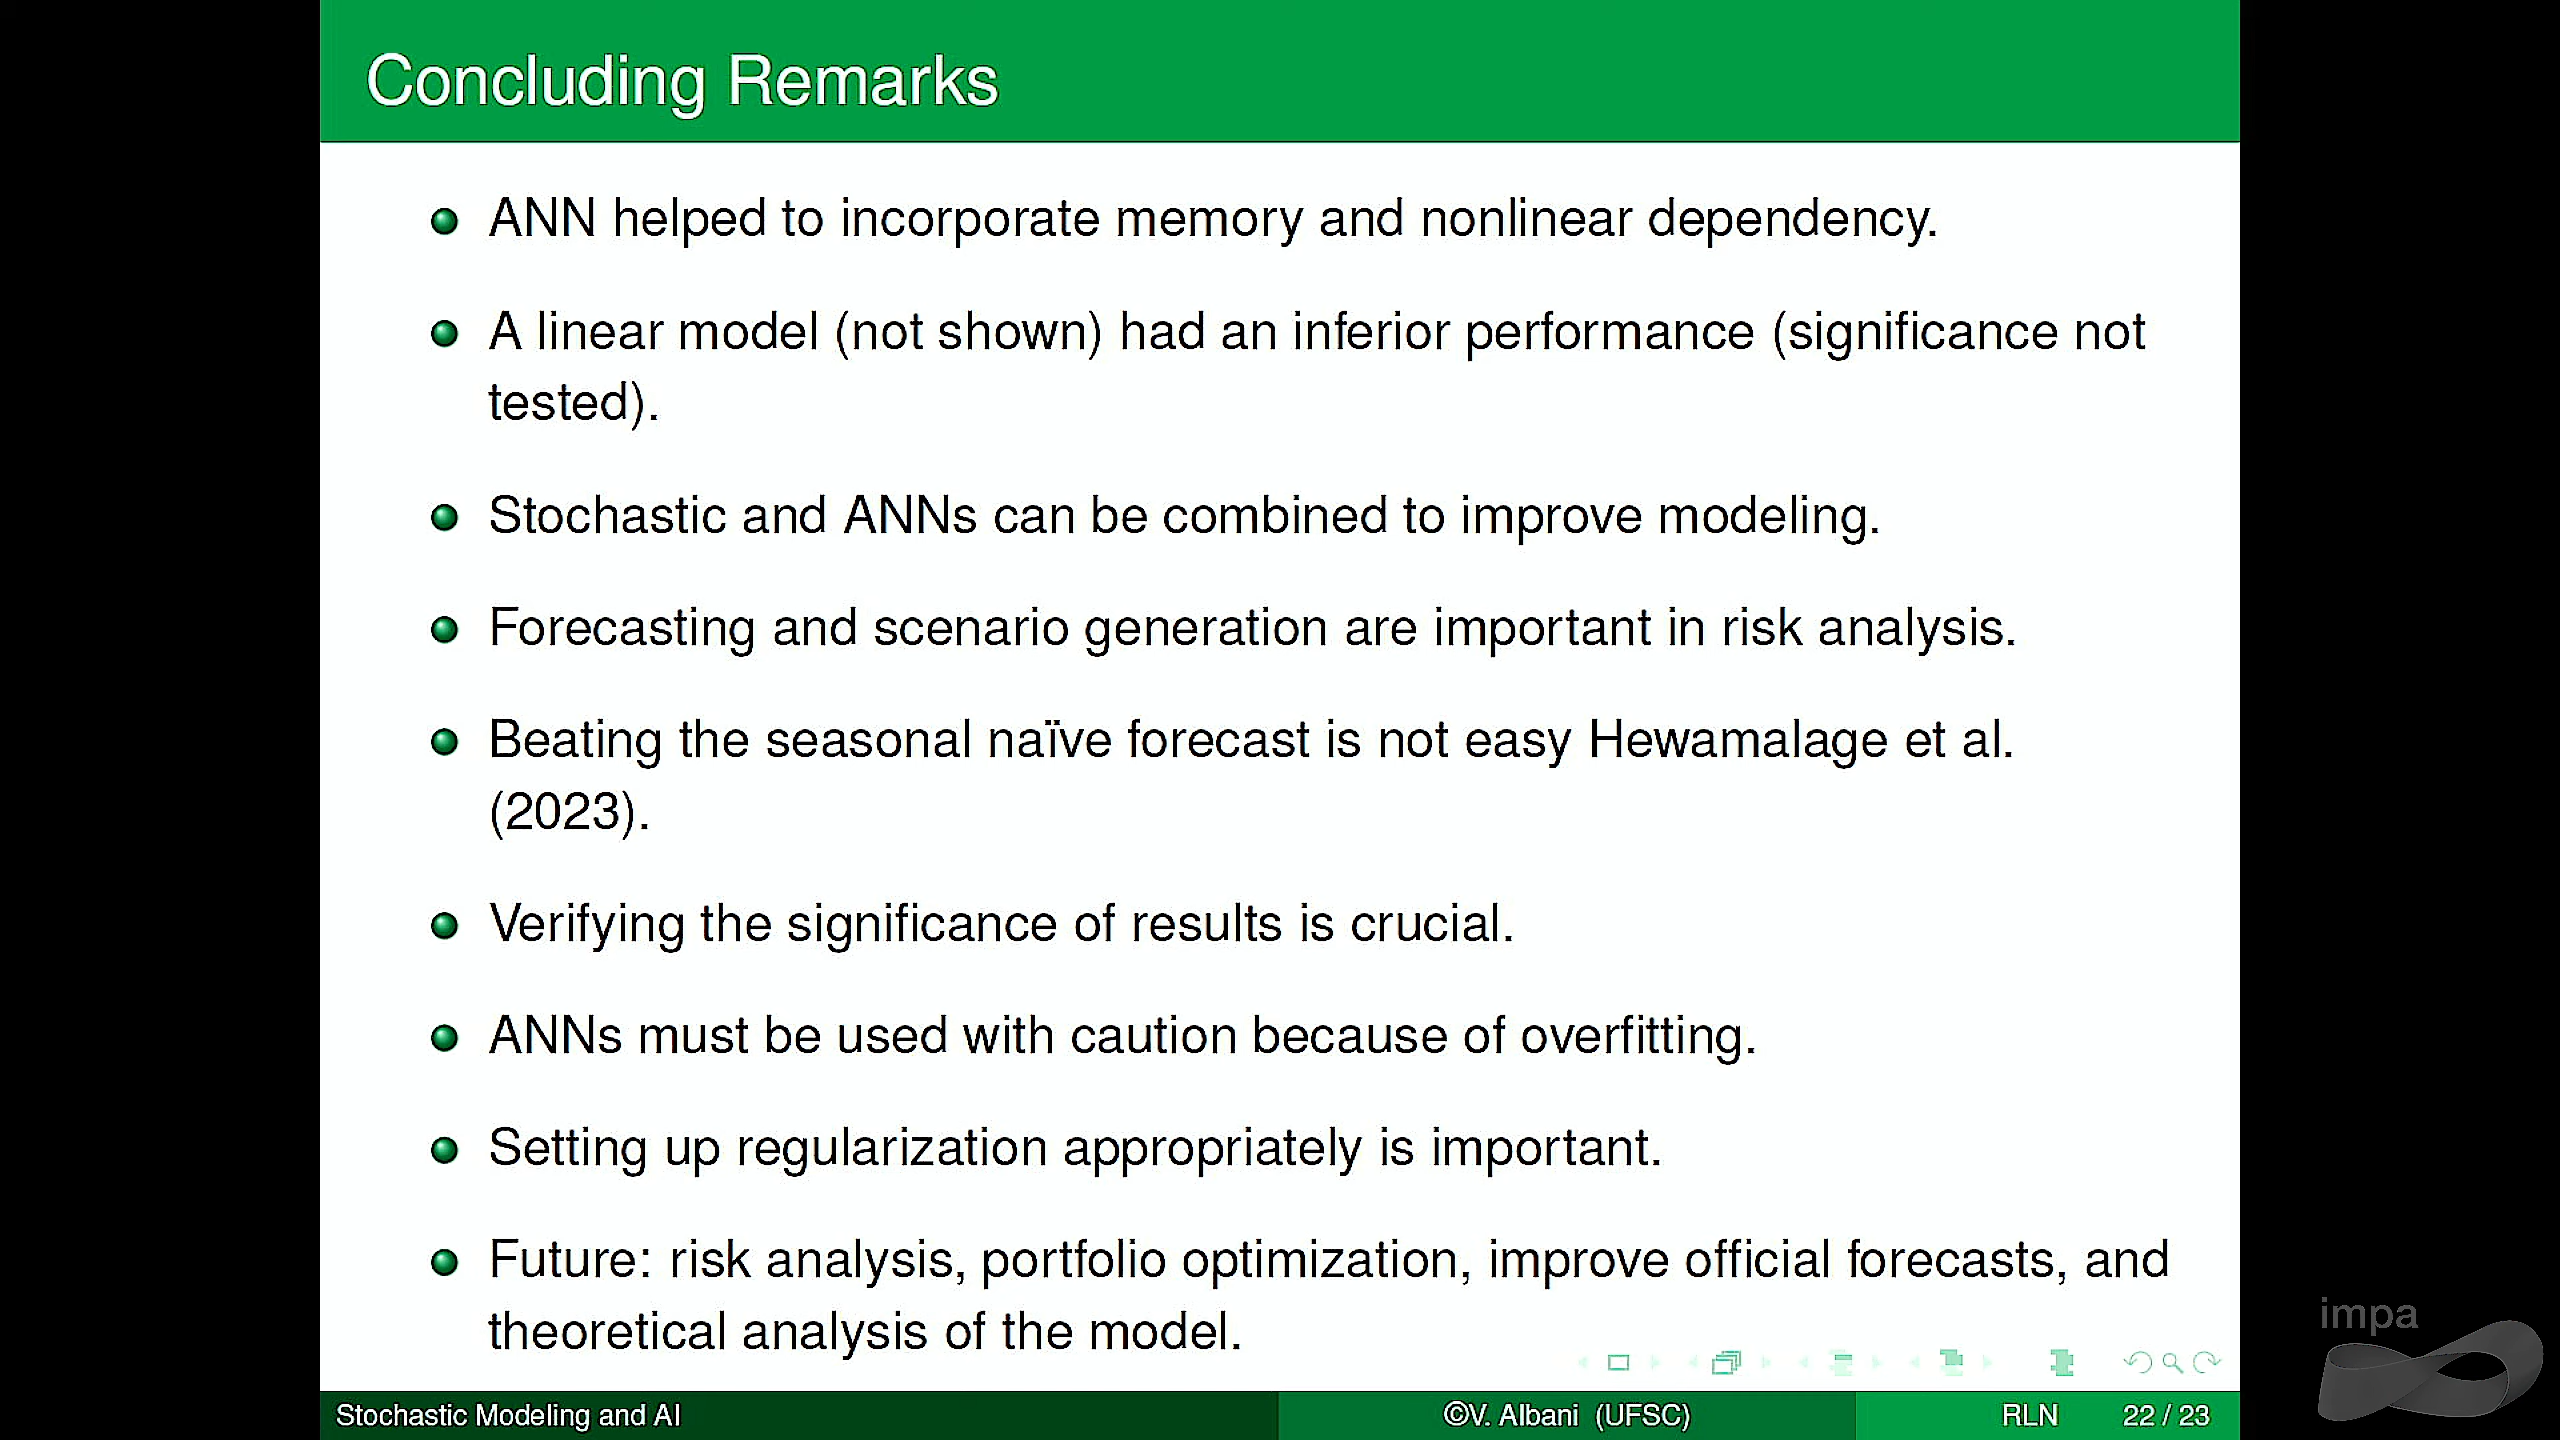 Concluding Remarks
ANN helped to incorporate memory and nonlinear dependency.
A linear model (not shown) had an inferior performance (significance not
tested).
Stochastic and ANNs can be combined to improve modeling.
Forecasting and scenario generation are important in risk analysis.
Beating the seasonal naïve forecast is not easy Hewamalage et al.
(2023).
Verifying the significance of results is crucial.
ANNs must be used with caution because of overfitting.
Setting up regularization appropriately is important.
Future: risk analysis, portfolio optimization, improve official forecasts, and
theoretical analysis of the model.
impa
Stochastic Modeling and AI ©V. Albani (UFSC) RLN 22 / 23